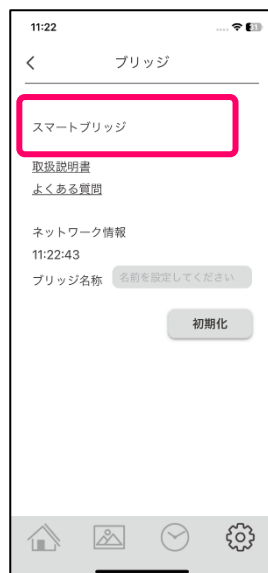 11:22
31
ブリッジ
スマートブリッジ
取扱説明書
よくある質問
ネットワーク情報
11:22:43
ブリッジ名称 名前を設定してください
初期化